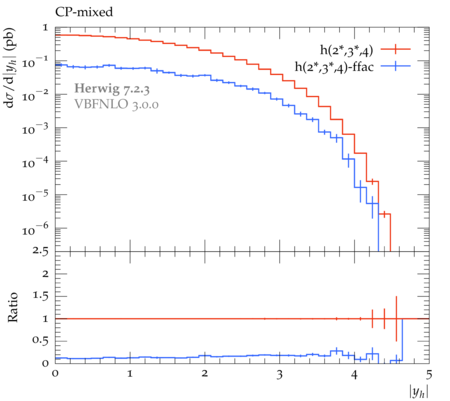 CP-mixed
dσ/d|y_h| (pb)
1
10⁻¹
10⁻²
10⁻³
10⁻⁴
10⁻⁵
10⁻⁶
h(2*,3*,4)
h(2*,3*,4)-ffac
Herwig 7.2.3
VBFNLO 3.0.0
Ratio
2.5
2
1.5
1
0.5
0
0 1 2 3 4 5
|y_h|